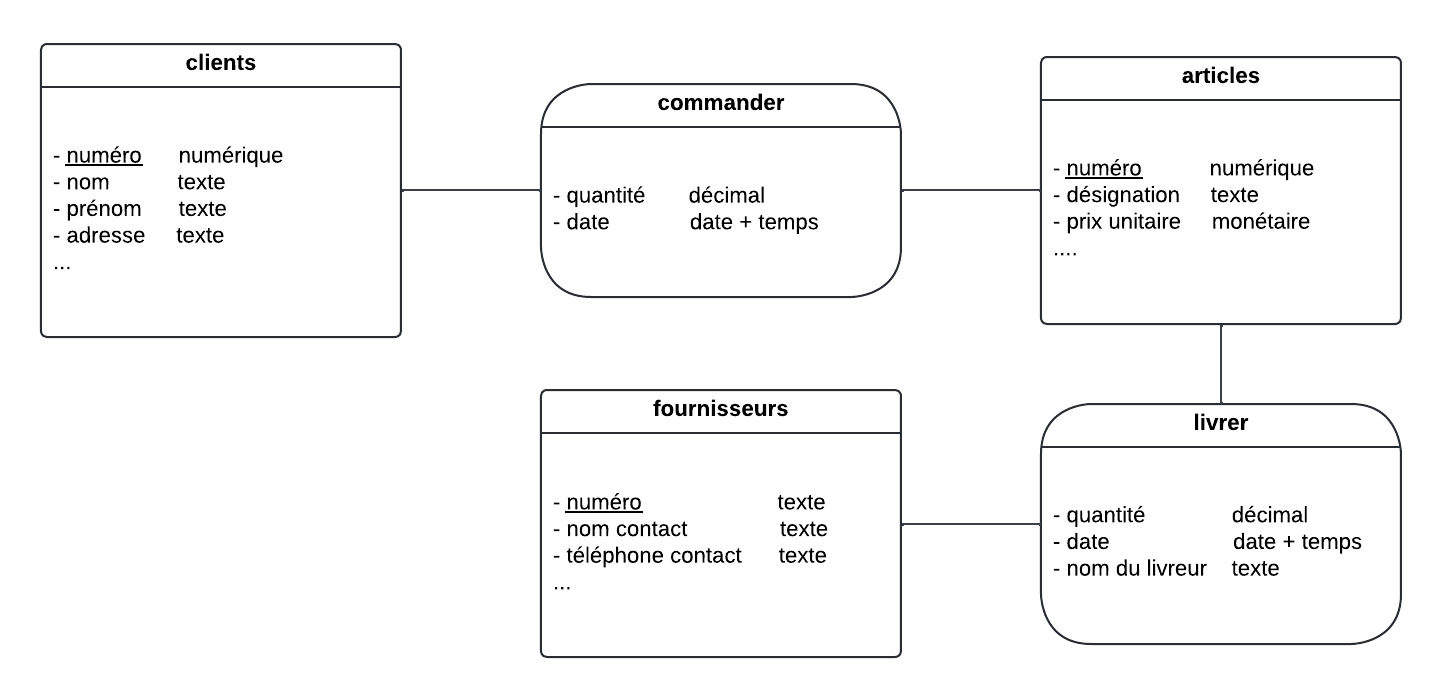 clients
- numéro numérique
- nom texte
- prénom texte
- adresse texte
...
commander
- quantité décimal
- date date + temps
articles
- numéro numérique
- désignation texte
- prix unitaire monétaire
....
fournisseurs
- numéro texte
- nom contact texte
- téléphone contact texte
...
livrer
- quantité décimal
- date date + temps
- nom du livreur texte